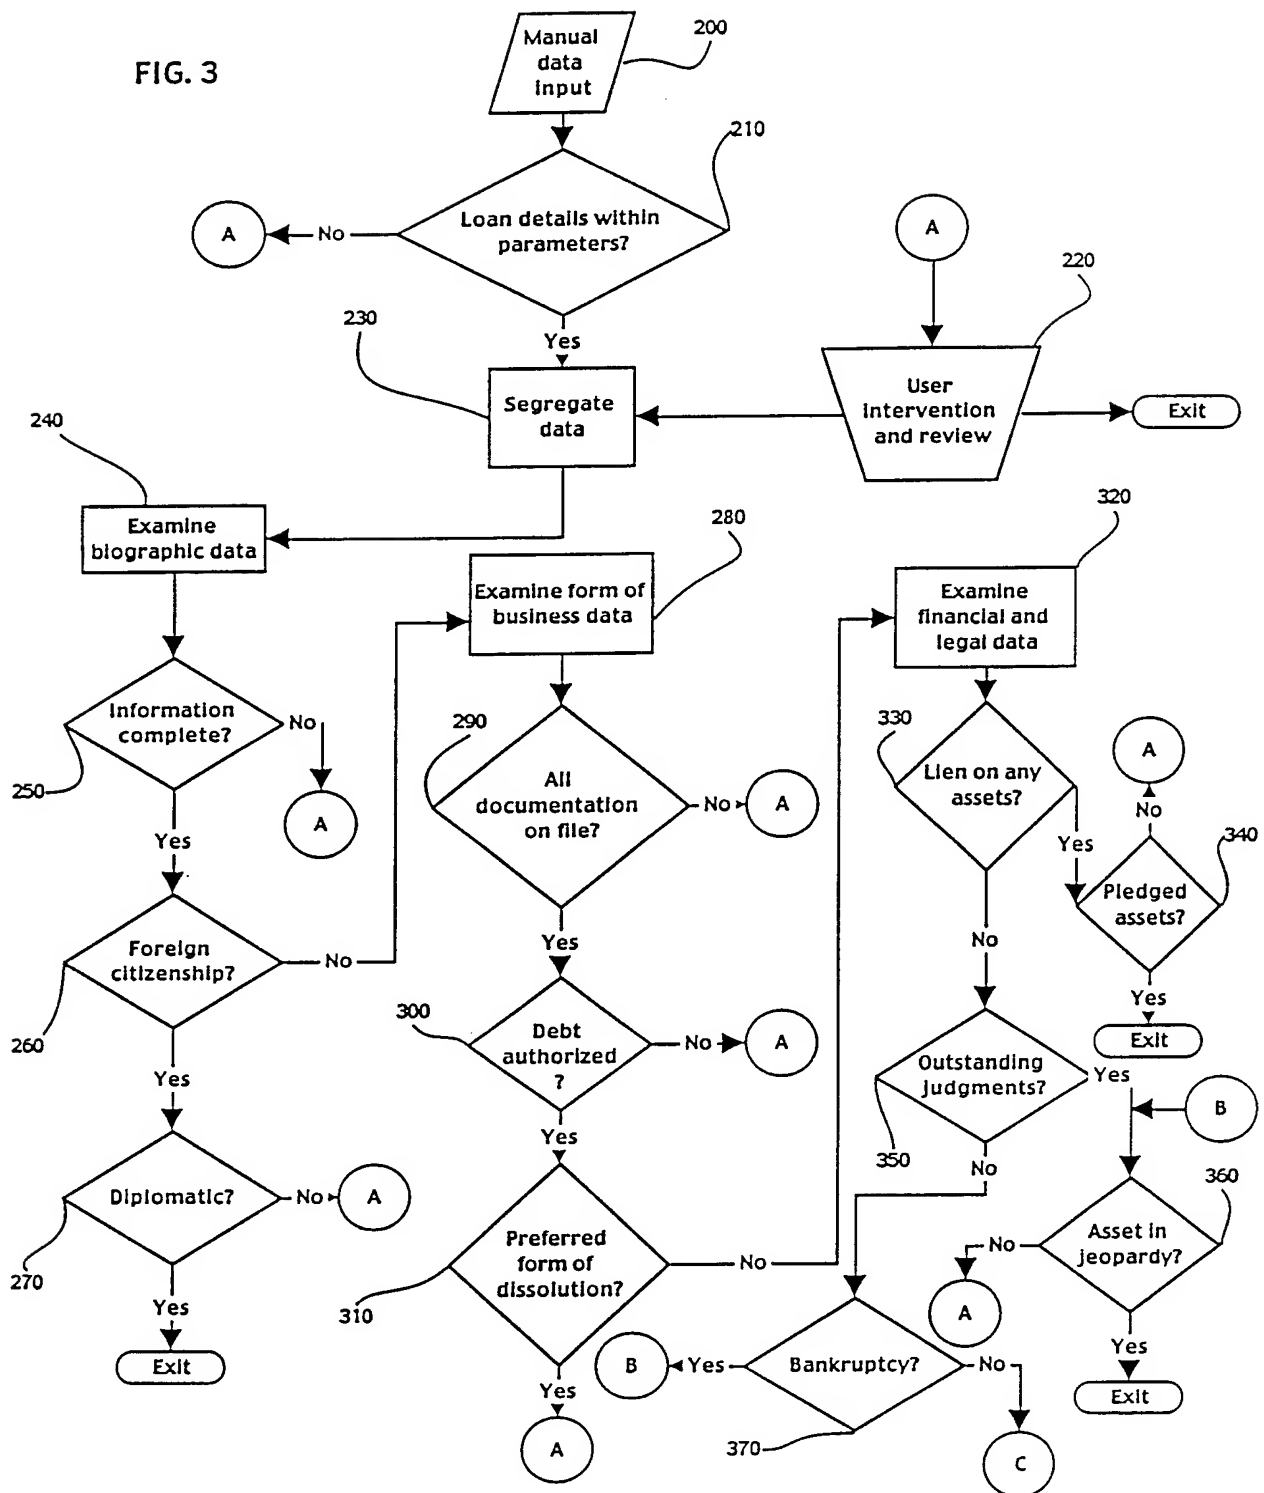 FIG. 3
Manual
data
input
200
210
Loan details within
parameters?
No
A
Yes
A
220
230
Segregate
data
User
intervention
and review
Exit
240
Examine
biographic data
280
Examine form of
business data
320
Examine
financial and
legal data
Information
complete?
No
250
A
Yes
290
All
documentation
on file?
No
A
330
Lien on any
assets?
A
No
Yes
340
Pledged
assets?
Foreign
citizenship?
No
260
Yes
No
Yes
Exit
300
Debt
authorized
?
No
A
Outstanding
judgments?
Yes
B
350
No
Yes
Yes
Diplomatic?
No
A
270
Preferred
form of
dissolution?
No
310
360
Asset in
jeopardy?
No
A
Yes
Exit
Yes
Exit
B
Yes
Bankruptcy?
No
370
C
Yes
A